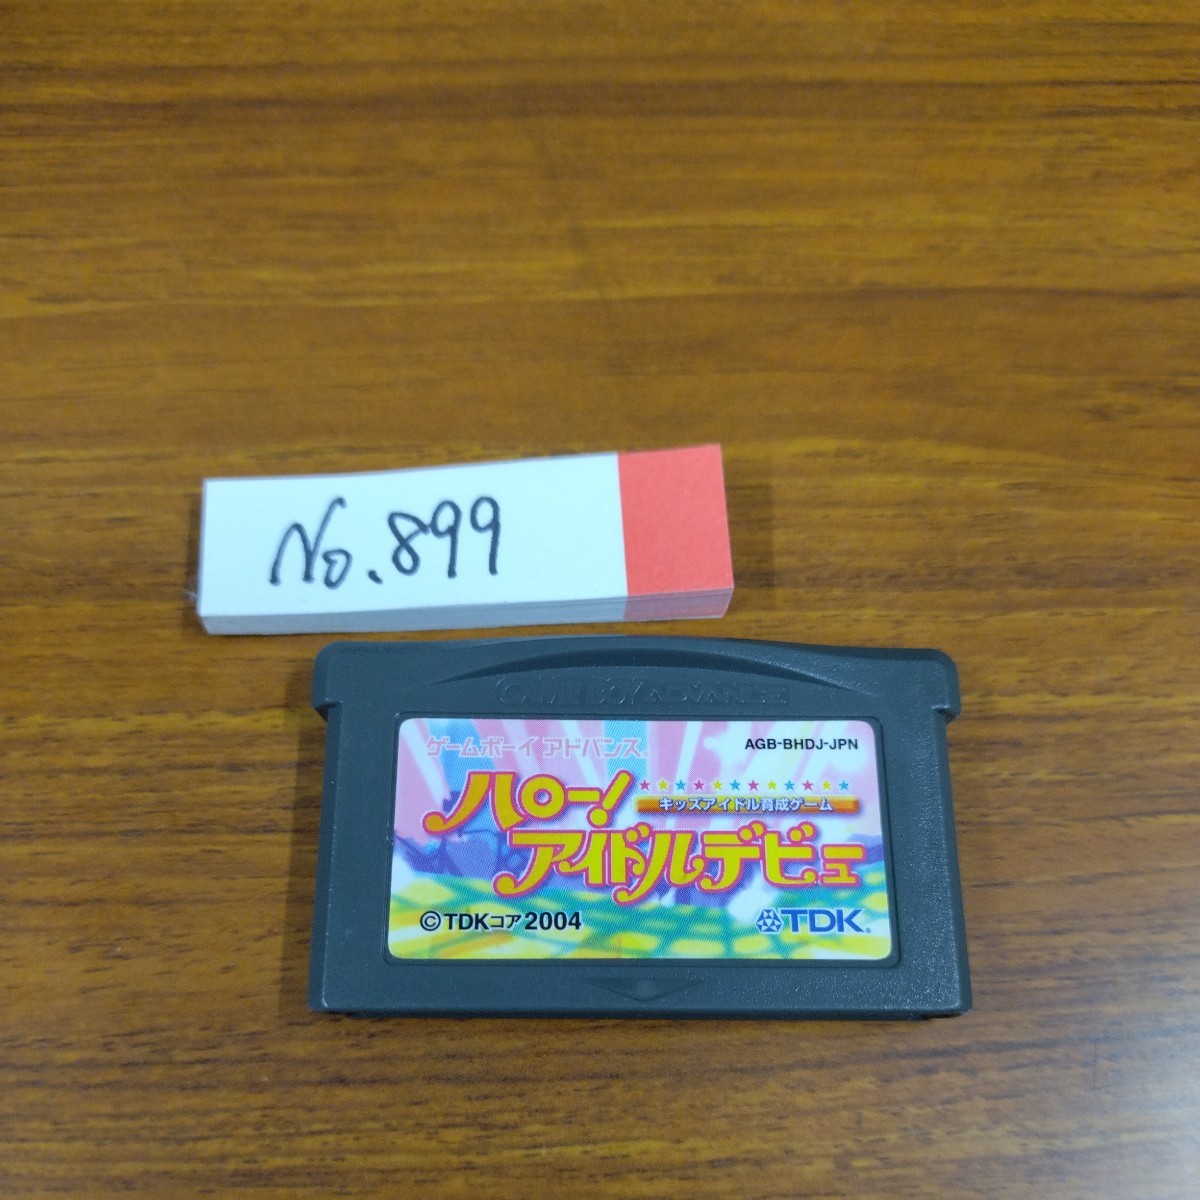 No.899
GAME BOY ADVANCE
ゲームボーイ アドバンス
AGB-BHDJ-JPN
ハロー!
キッズアイドル育成ゲーム
アイドルデビュー
©TDKコア2004
TDK®